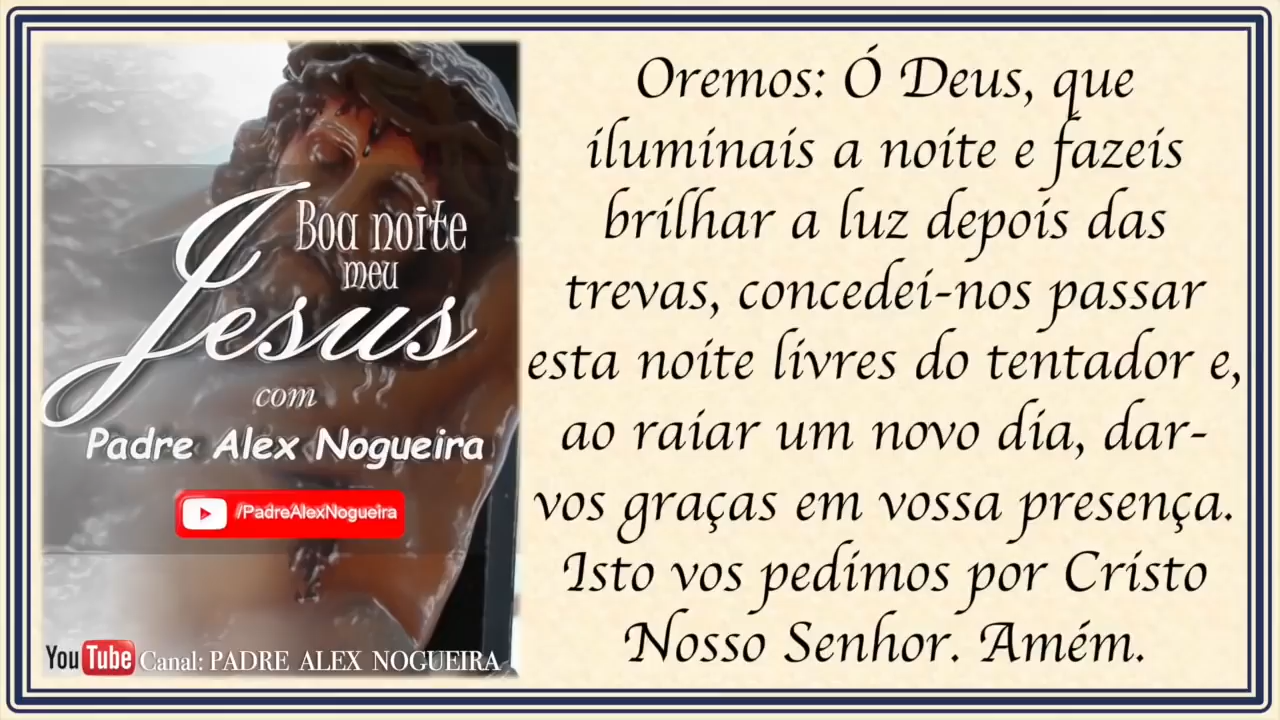 Boa noite
meu
Jesus
com
Padre Alex Nogueira
/PadreAlexNogueira
YouTube Canal: PADRE ALEX NOGUEIRA
Oremos: Ó Deus, que
iluminais a noite e fazeis
brilhar a luz depois das
trevas, concedei-nos passar
esta noite livres do tentador e,
ao raiar um novo dia, dar-
vos graças em vossa presença.
Isto vos pedimos por Cristo
Nosso Senhor. Amém.